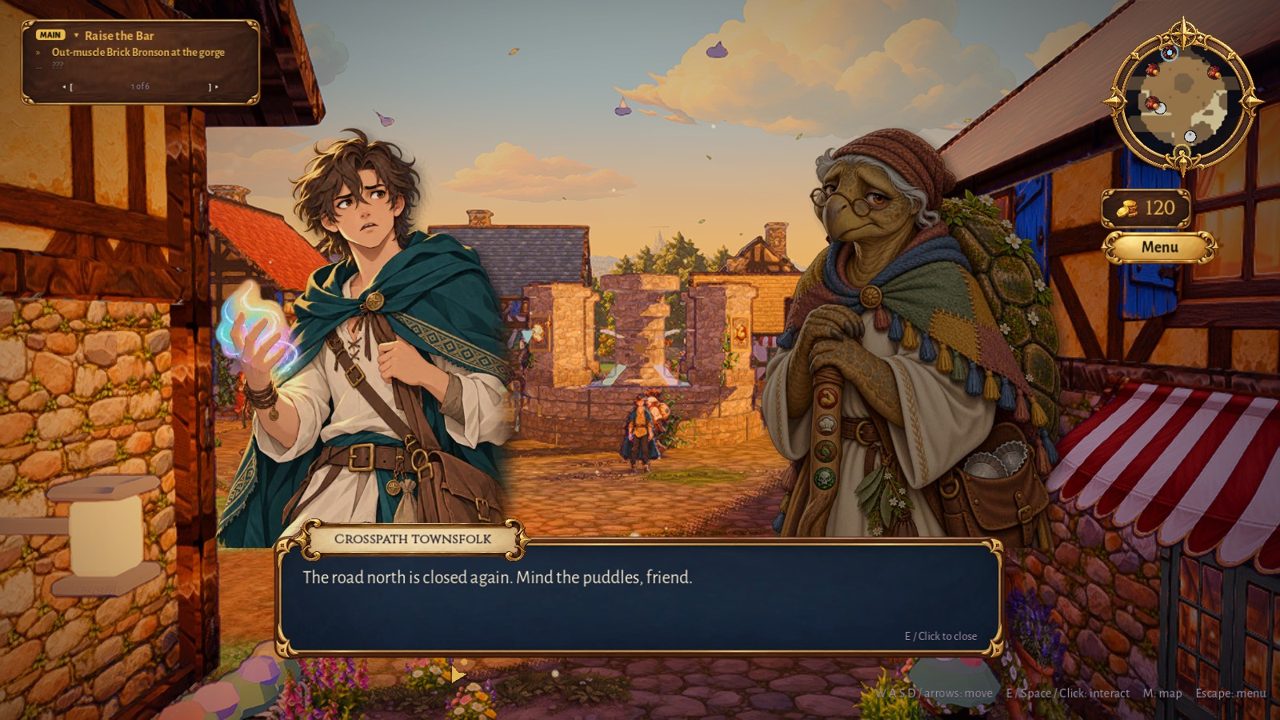 MAIN ▾ Raise the Bar
» Out-muscle Brick Bronson at the gorge
... ???
◂ [ 1 of 6 ] ▸
120
Menu
Crosspath Townsfolk
The road north is closed again. Mind the puddles, friend.
E / Click to close
W A S D / arrows: move E / Space / Click: interact M: map Escape: menu